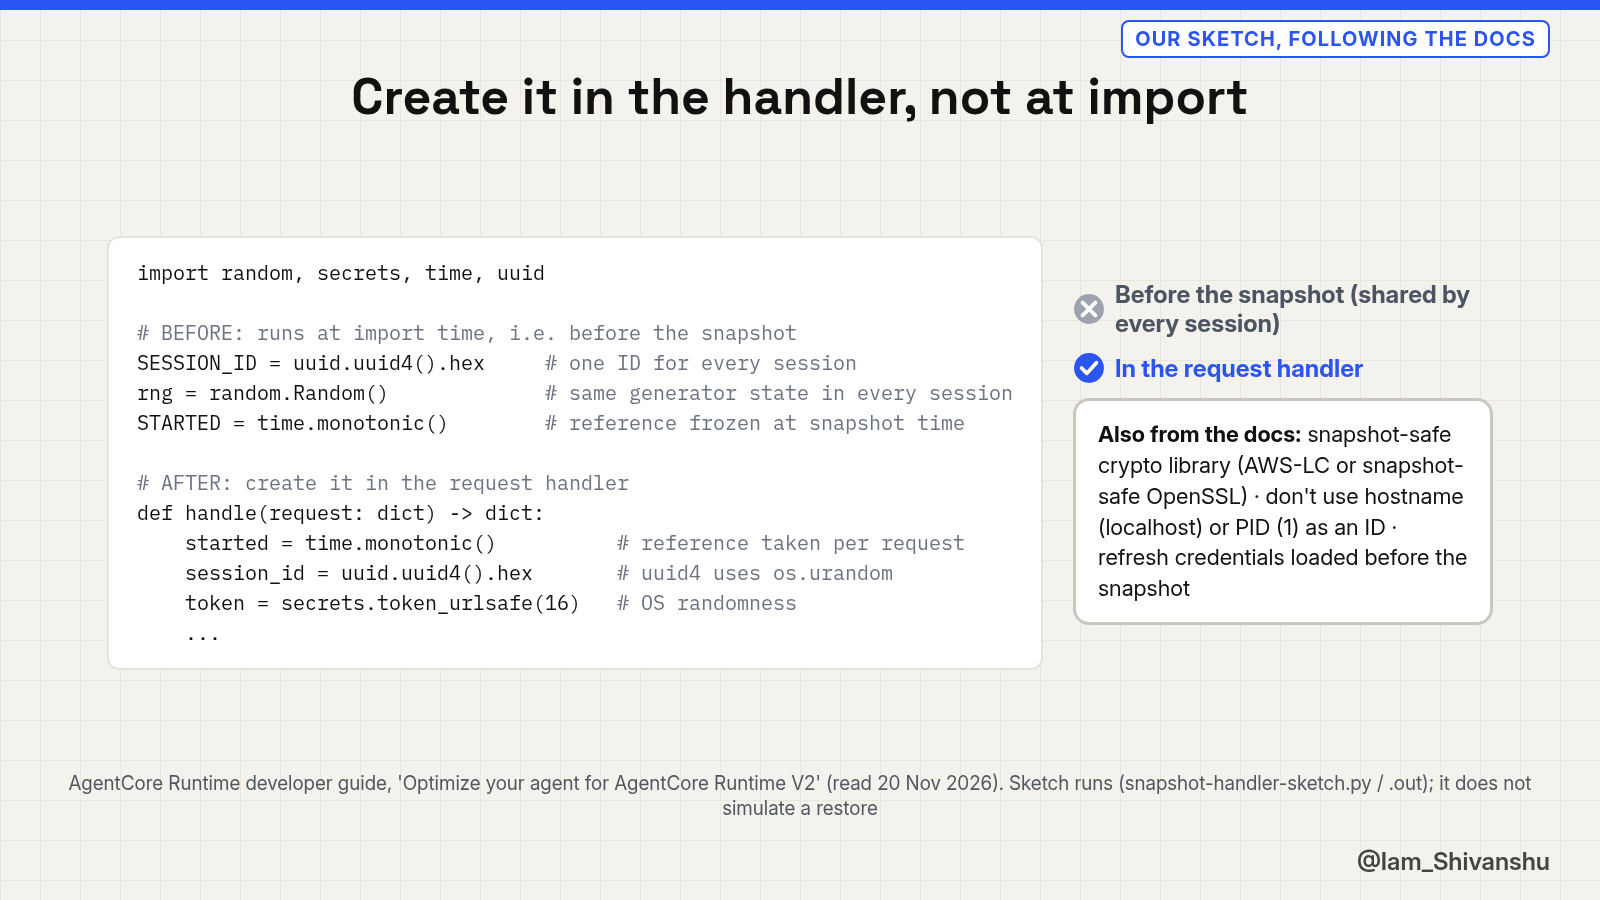 OUR SKETCH, FOLLOWING THE DOCS
Create it in the handler, not at import
import random, secrets, time, uuid
# BEFORE: runs at import time, i.e. before the snapshot
SESSION_ID = uuid.uuid4().hex     # one ID for every session
rng = random.Random()             # same generator state in every session
STARTED = time.monotonic()        # reference frozen at snapshot time
# AFTER: create it in the request handler
def handle(request: dict) -> dict:
    started = time.monotonic()          # reference taken per request
    session_id = uuid.uuid4().hex       # uuid4 uses os.urandom
    token = secrets.token_urlsafe(16)   # OS randomness
    ...
Before the snapshot (shared by
every session)
In the request handler
Also from the docs: snapshot-safe
crypto library (AWS-LC or snapshot-
safe OpenSSL) · don't use hostname
(localhost) or PID (1) as an ID ·
refresh credentials loaded before the
snapshot
AgentCore Runtime developer guide, 'Optimize your agent for AgentCore Runtime V2' (read 20 Nov 2026). Sketch runs (snapshot-handler-sketch.py / .out); it does not
simulate a restore
@Iam_Shivanshu